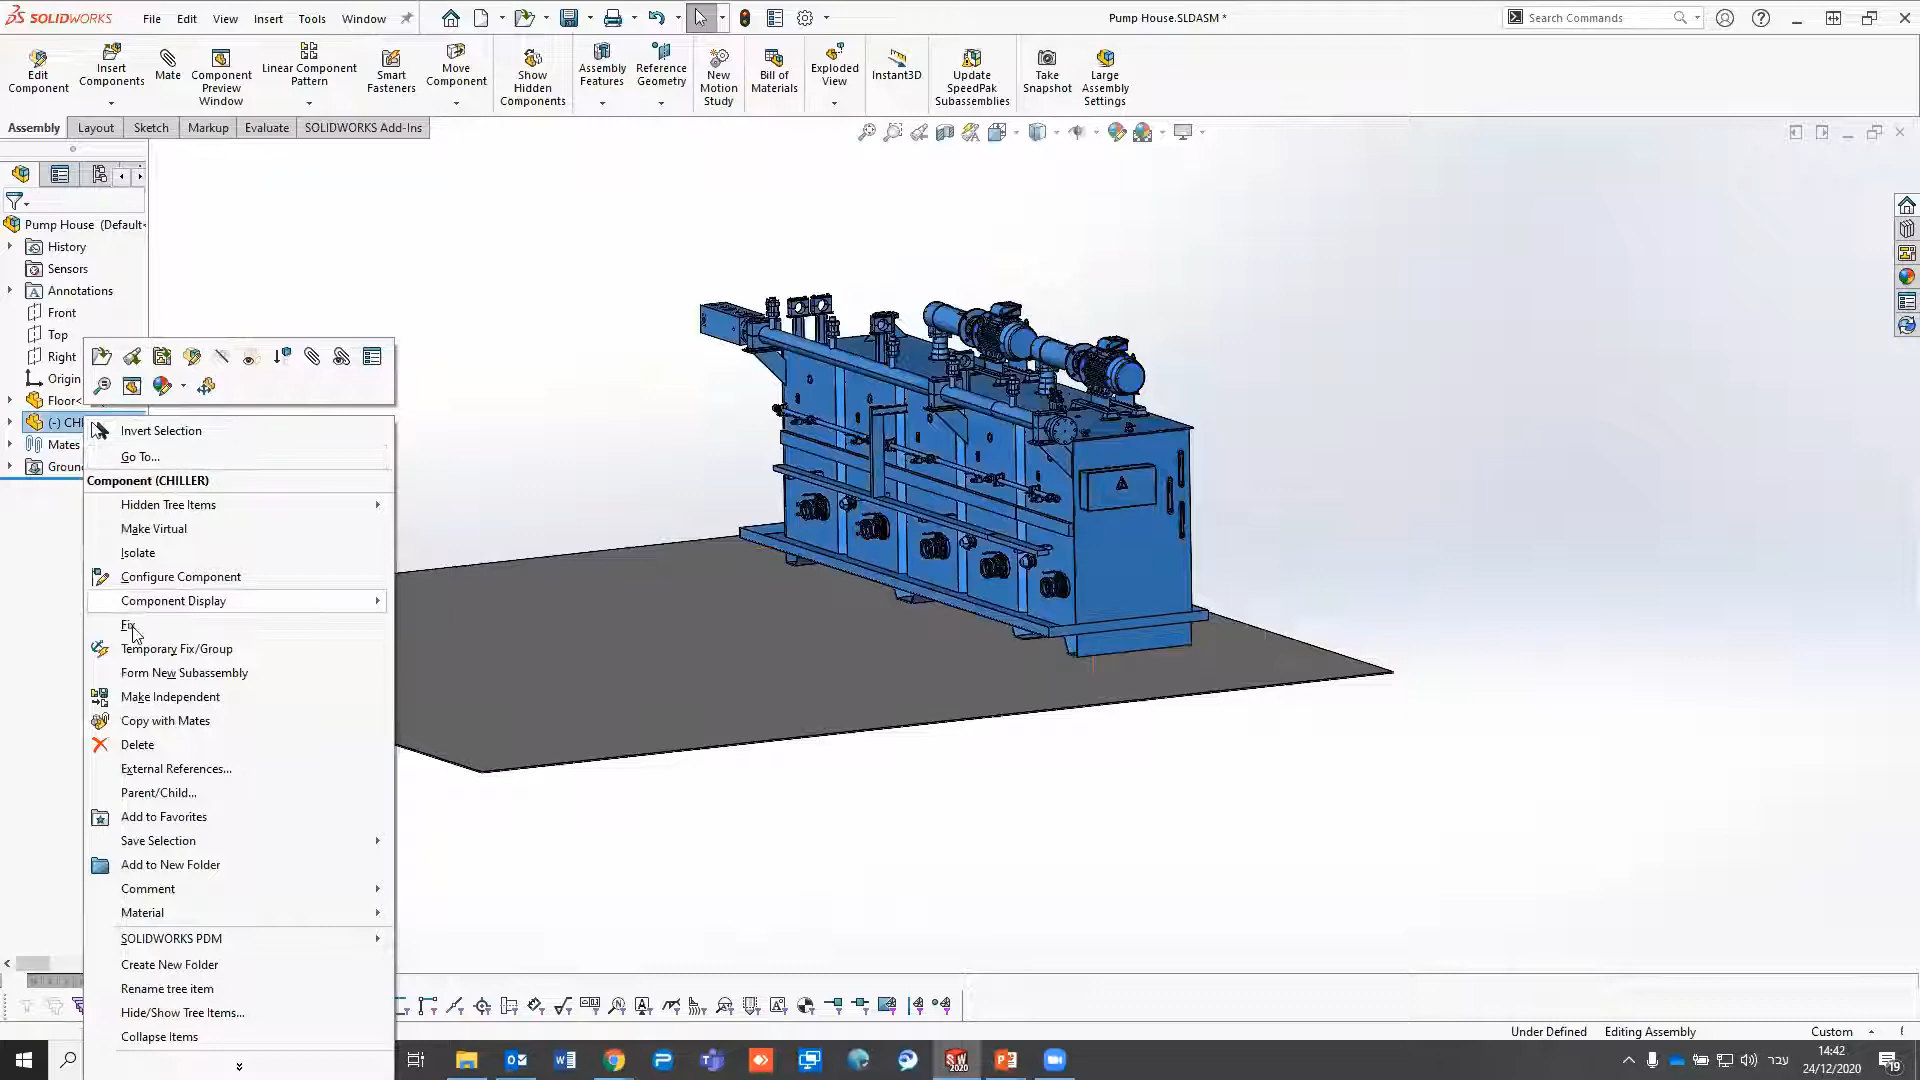 SOLIDWORKS
File Edit View Insert Tools Window
Pump House.SLDASM *
Search Commands
Edit Component
Insert Components
Mate
Component Preview Window
Linear Component Pattern
Smart Fasteners
Move Component
Show Hidden Components
Assembly Features
Reference Geometry
New Motion Study
Bill of Materials
Exploded View
Instant3D
Update SpeedPak Subassemblies
Take Snapshot
Large Assembly Settings
Assembly Layout Sketch Markup Evaluate SOLIDWORKS Add-Ins
Pump House (Default<
History
Sensors
Annotations
Front
Top
Right
Origin
Floor<
(-) CHI
Mates
Groun
Invert Selection
Go To...
Component (CHILLER)
Hidden Tree Items
Make Virtual
Isolate
Configure Component
Component Display
Fix
Temporary Fix/Group
Form New Subassembly
Make Independent
Copy with Mates
Delete
External References...
Parent/Child...
Add to Favorites
Save Selection
Add to New Folder
Comment
Material
SOLIDWORKS PDM
Create New Folder
Rename tree item
Hide/Show Tree Items...
Collapse Items
Under Defined Editing Assembly Custom
SW 2020
עבר
14:42
24/12/2020
19